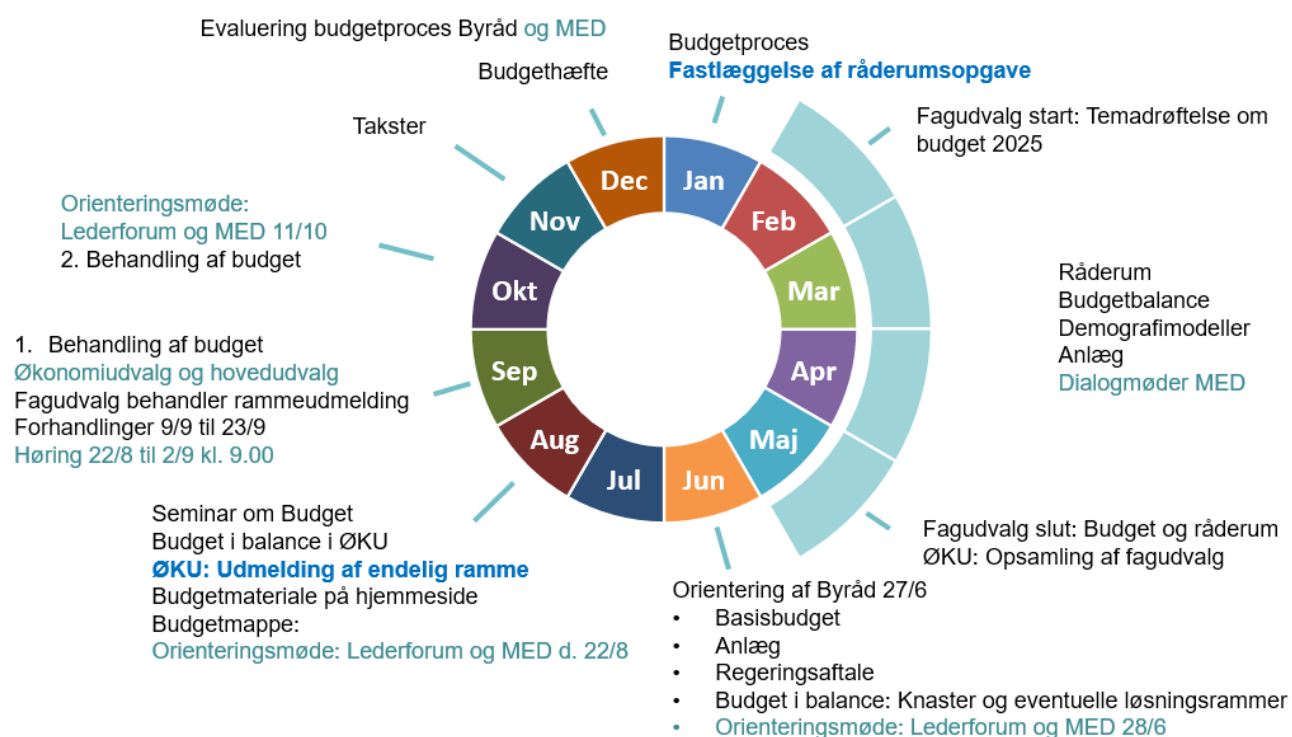 Evaluering budgetproces Byråd og MED
Budgethæfte
Takster
Budgetproces
Fastlæggelse af råderumsopgave
Fagudvalg start: Temadrøftelse om
budget 2025
Orienteringsmøde:
Lederforum og MED 11/10
2. Behandling af budget
Råderum
Budgetbalance
Demografimodeller
Anlæg
Dialogmøder MED
1. Behandling af budget
Økonomiudvalg og hovedudvalg
Fagudvalg behandler rammeudmelding
Forhandlinger 9/9 til 23/9
Høring 22/8 til 2/9 kl. 9.00
Jan
Feb
Mar
Apr
Maj
Jun
Jul
Aug
Sep
Okt
Nov
Dec
Seminar om Budget
Budget i balance i ØKU
ØKU: Udmelding af endelig ramme
Budgetmateriale på hjemmeside
Budgetmappe:
Orienteringsmøde: Lederforum og MED d. 22/8
Fagudvalg slut: Budget og råderum
ØKU: Opsamling af fagudvalg
Orientering af Byråd 27/6
• Basisbudget
• Anlæg
• Regeringsaftale
• Budget i balance: Knaster og eventuelle løsningsrammer
• Orienteringsmøde: Lederforum og MED 28/6